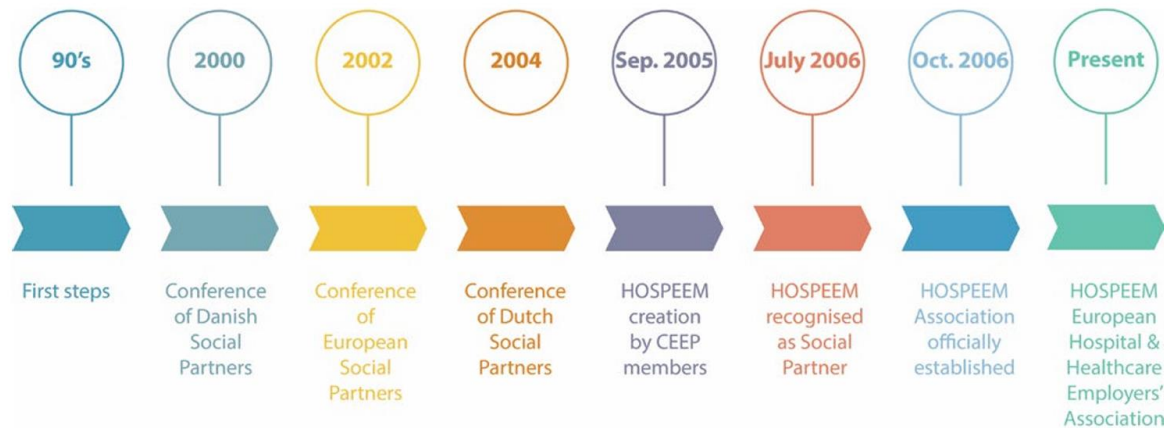 90's
2000
2002
2004
Sep. 2005
July 2006
Oct. 2006
Present
First steps
Conference
of Danish
Social
Partners
Conference
of
European
Social
Partners
Conference
of Dutch
Social
Partners
HOSPEEM
creation
by CEEP
members
HOSPEEM
recognised
as Social
Partner
HOSPEEM
Association
officially
established
HOSPEEM
European
Hospital &
Healthcare
Employers'
Association